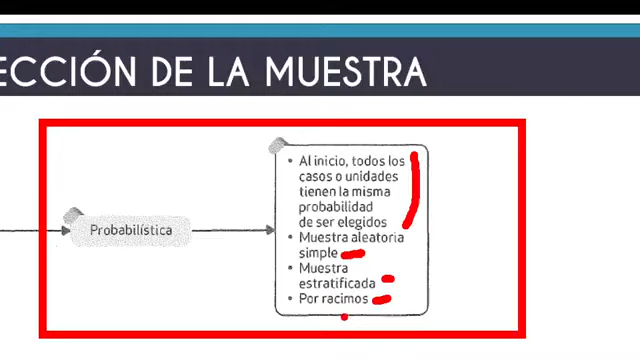 ECCIÓN DE LA MUESTRA
Probabilística
• Al inicio, todos los
casos o unidades
tienen la misma
probabilidad
de ser elegidos
• Muestra aleatoria
simple
• Muestra
estratificada
• Por racimos